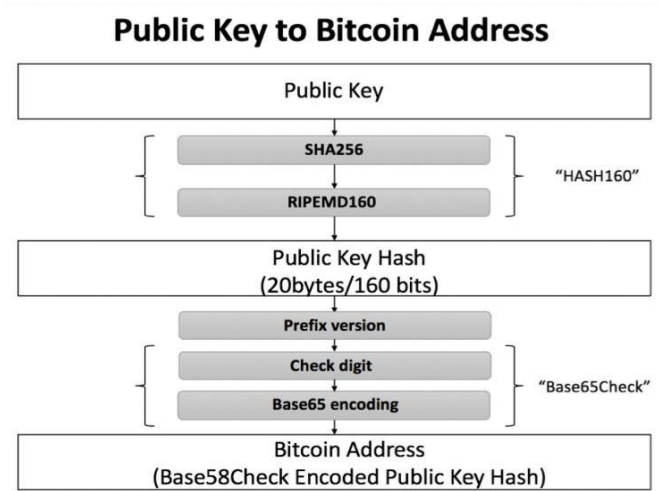 Public Key to Bitcoin Address
Public Key
SHA256
"HASH160"
RIPEMD160
Public Key Hash
(20bytes/160 bits)
Prefix version
Check digit
"Base65Check"
Base65 encoding
Bitcoin Address
(Base58Check Encoded Public Key Hash)